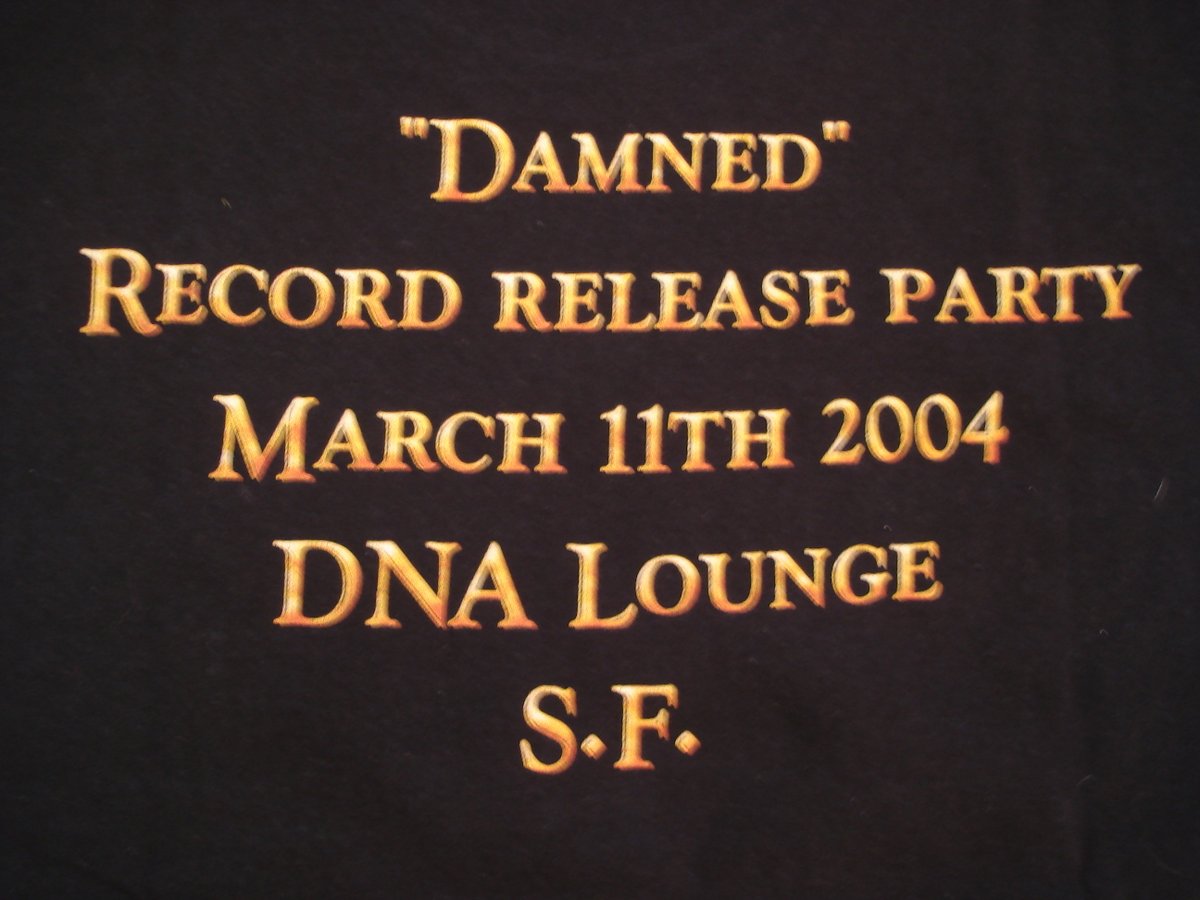 "Damned"
Record release party
March 11th 2004
DNA Lounge
S.F.